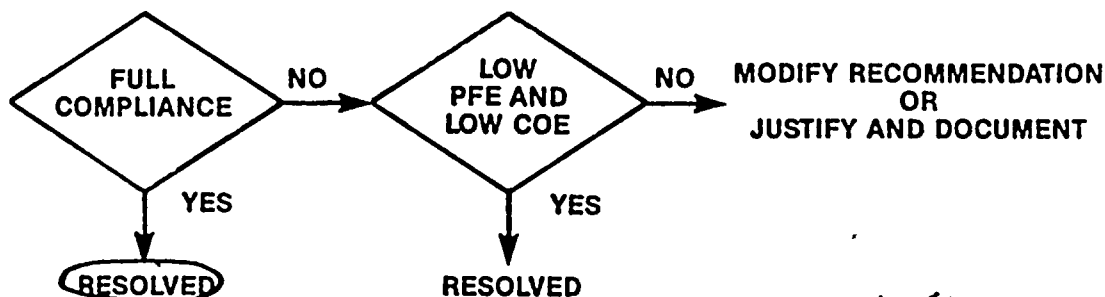 FULL
COMPLIANCE
NO
LOW
PFE AND
LOW COE
NO
MODIFY RECOMMENDATION
OR
JUSTIFY AND DOCUMENT
YES
YES
RESOLVED
RESOLVED